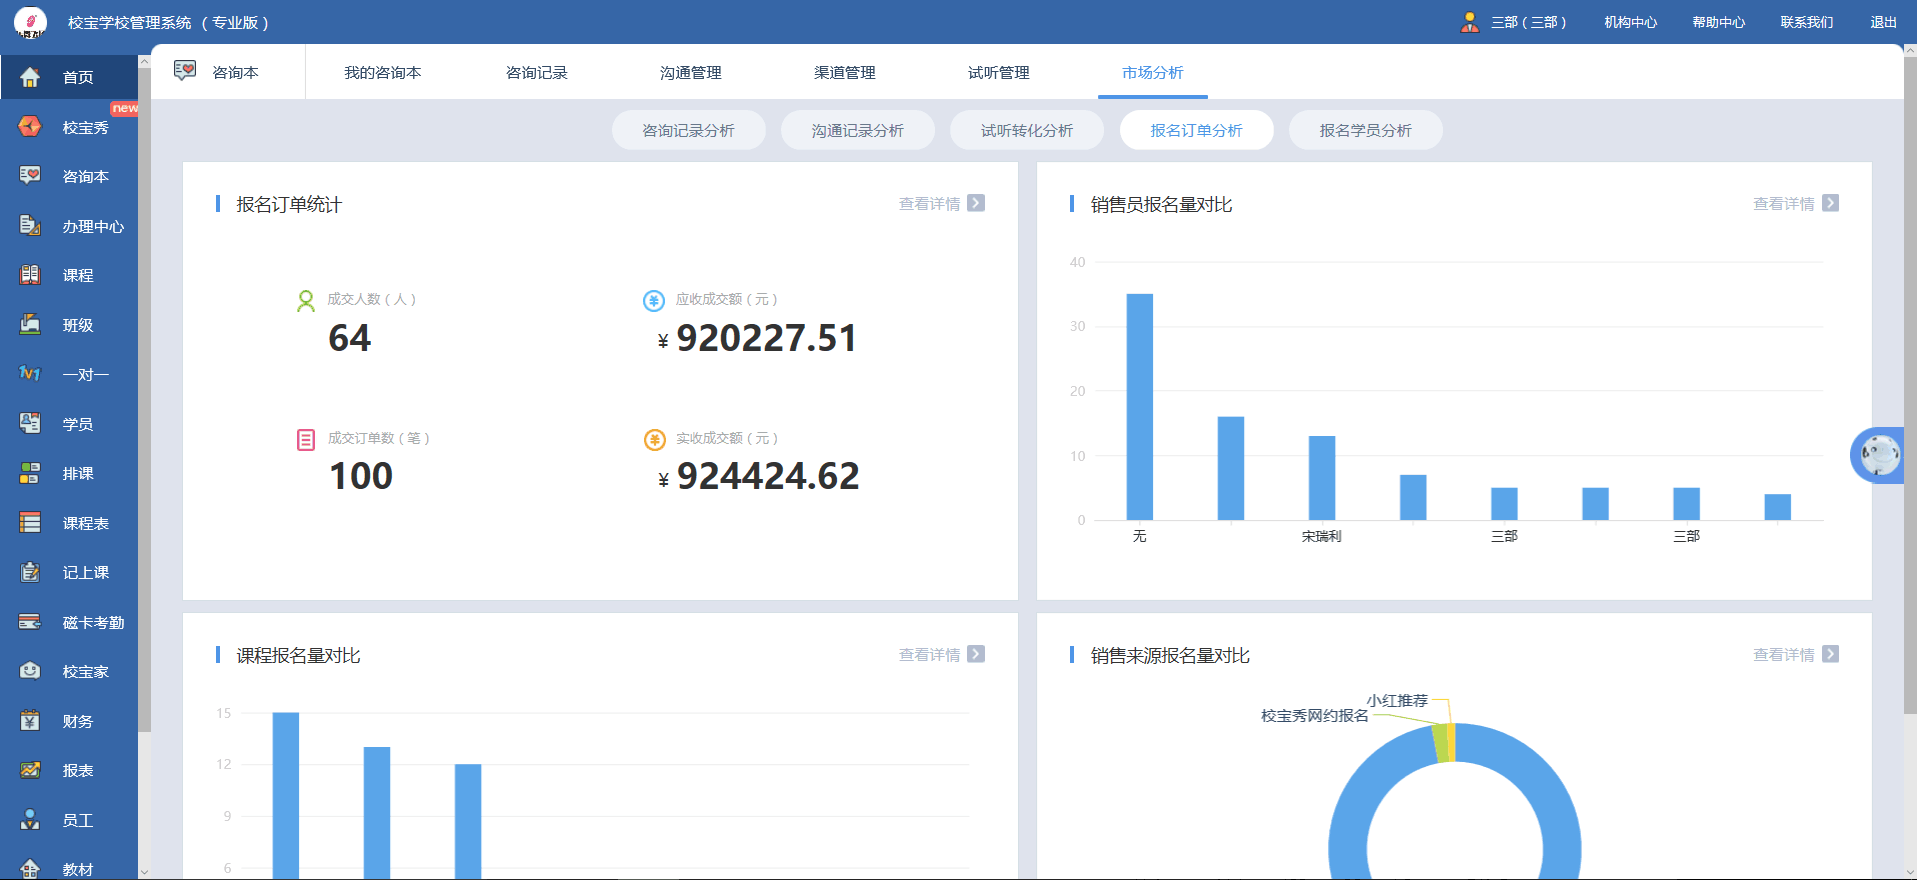 校宝学校管理系统 （专业版）
三部（三部）
机构中心
帮助中心
联系我们
退出
首页
new
校宝秀
咨询本
办理中心
课程
班级
1v1
一对一
学员
排课
课程表
记上课
磁卡考勤
校宝家
财务
报表
员工
教材
咨询本
我的咨询本
咨询记录
沟通管理
渠道管理
试听管理
市场分析
咨询记录分析
沟通记录分析
试听转化分析
报名订单分析
报名学员分析
报名订单统计
查看详情
成交人数（人）
64
应收成交额（元）
¥ 920227.51
成交订单数（笔）
100
实收成交额（元）
¥ 924424.62
销售员报名量对比
查看详情
40
30
20
10
0
无
宋瑞利
三部
三部
课程报名量对比
查看详情
15
12
9
6
销售来源报名量对比
查看详情
小红推荐
校宝秀网约报名